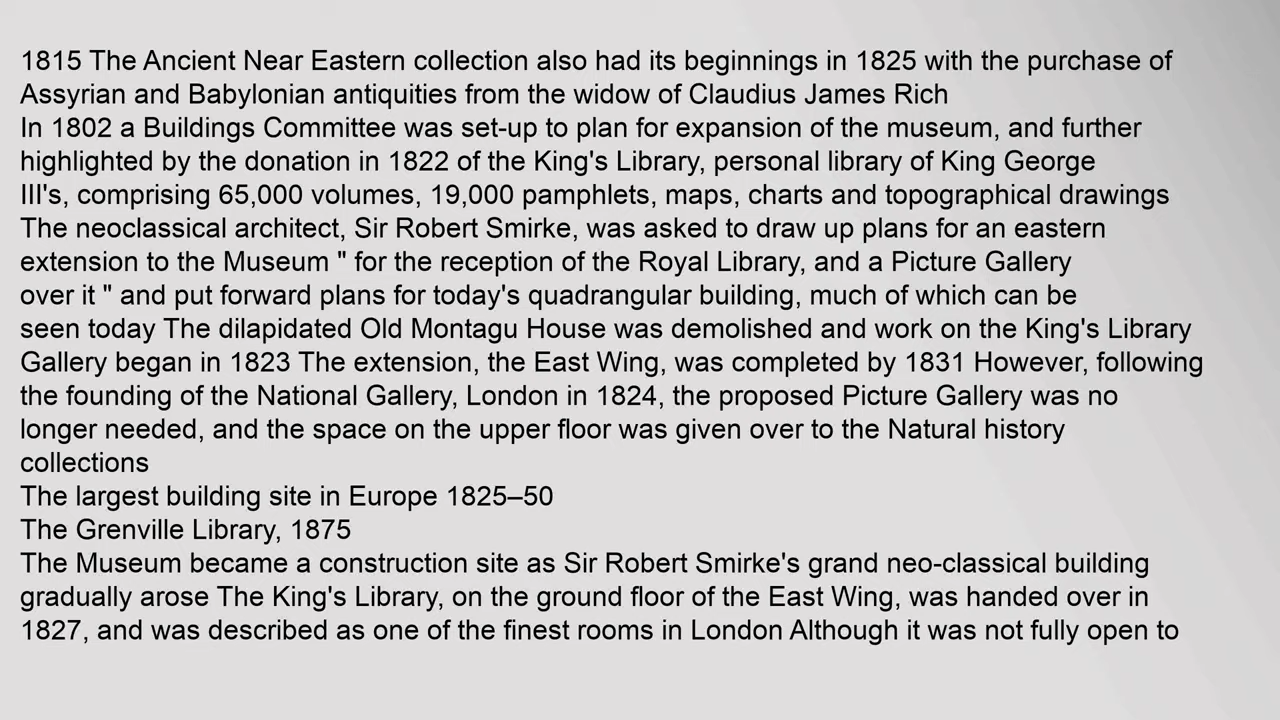 1815 The Ancient Near Eastern collection also had its beginnings in 1825 with the purchase of
Assyrian and Babylonian antiquities from the widow of Claudius James Rich
In 1802 a Buildings Committee was set-up to plan for expansion of the museum, and further
highlighted by the donation in 1822 of the King's Library, personal library of King George
III's, comprising 65,000 volumes, 19,000 pamphlets, maps, charts and topographical drawings
The neoclassical architect, Sir Robert Smirke, was asked to draw up plans for an eastern
extension to the Museum " for the reception of the Royal Library, and a Picture Gallery
over it " and put forward plans for today's quadrangular building, much of which can be
seen today The dilapidated Old Montagu House was demolished and work on the King's Library
Gallery began in 1823 The extension, the East Wing, was completed by 1831 However, following
the founding of the National Gallery, London in 1824, the proposed Picture Gallery was no
longer needed, and the space on the upper floor was given over to the Natural history
collections
The largest building site in Europe 1825–50
The Grenville Library, 1875
The Museum became a construction site as Sir Robert Smirke's grand neo-classical building
gradually arose The King's Library, on the ground floor of the East Wing, was handed over in
1827, and was described as one of the finest rooms in London Although it was not fully open to